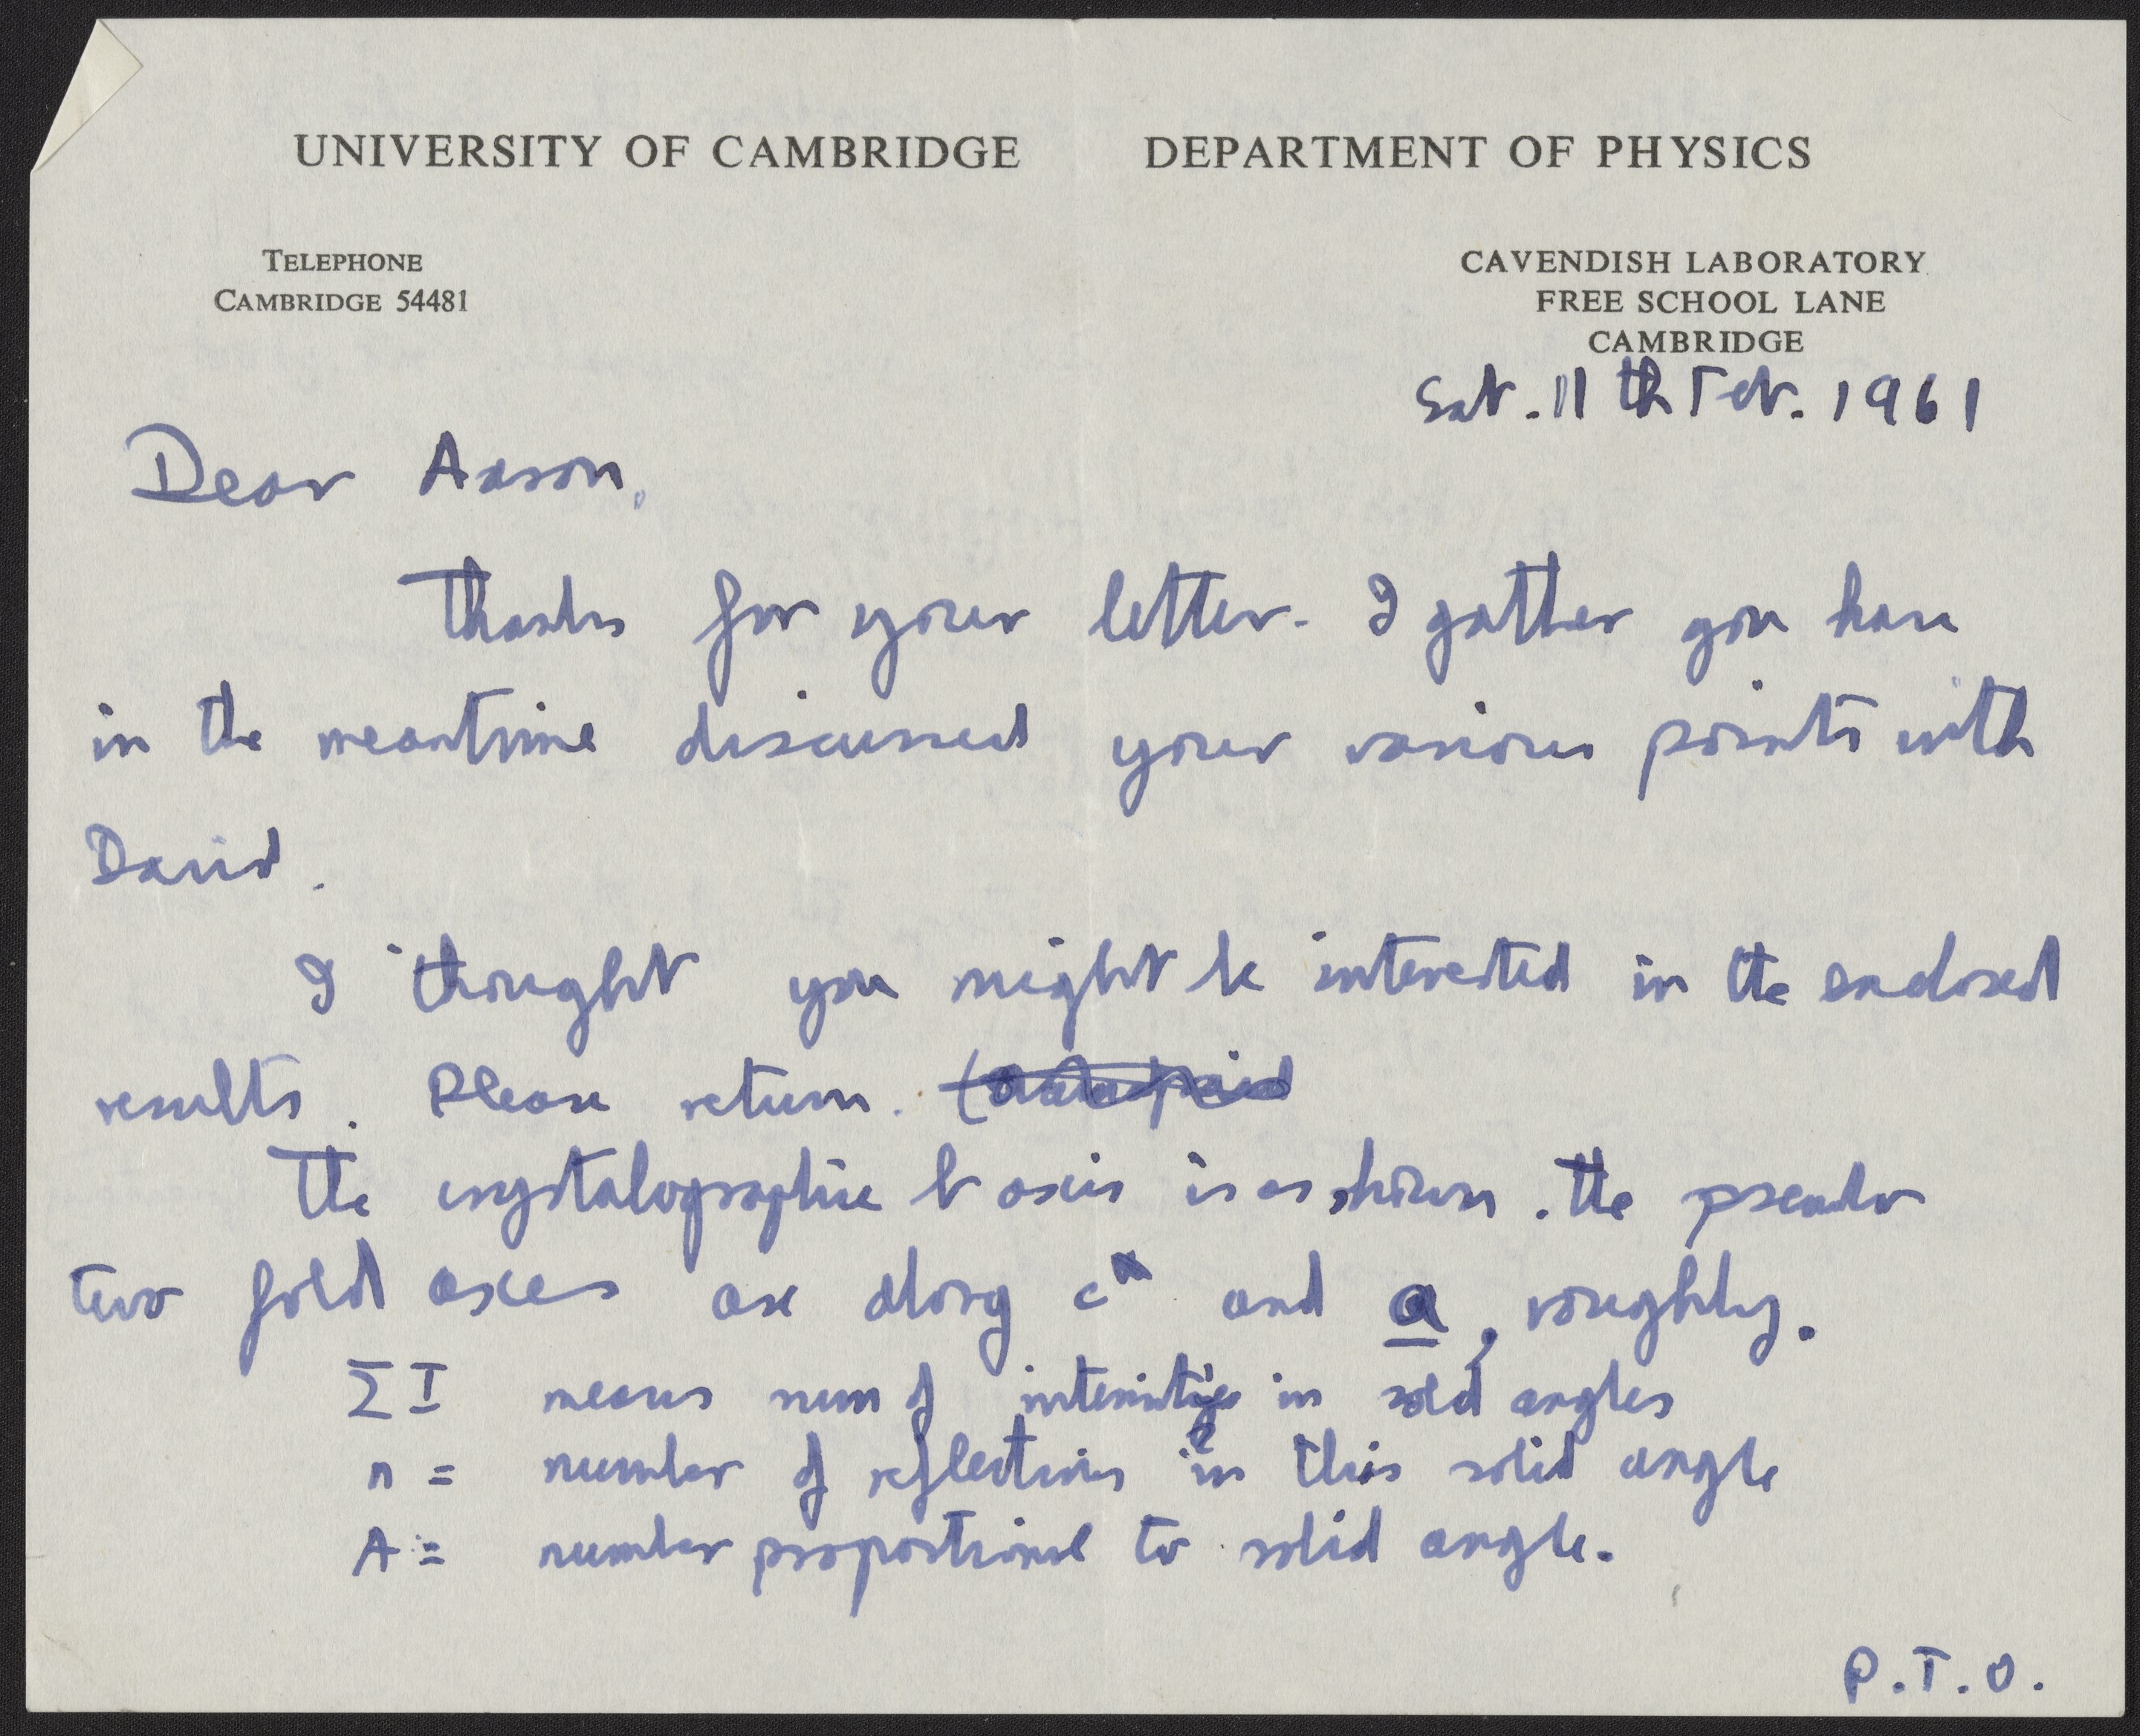 UNIVERSITY OF CAMBRIDGE DEPARTMENT OF PHYSICS
TELEPHONE
CAMBRIDGE 54481
CAVENDISH LABORATORY
FREE SCHOOL LANE
CAMBRIDGE
Sat. 11th Feb. 1961
Dear Aaron,
Thanks for your letter. I gather you have
in the meantime discussed your various points with
David.
I thought you might be interested in the enclosed
results. Please return.
The crystalographic b axis is as shown. The pseudo
two fold axes are along c* and a, roughly.
Σ I means sum of intensities in solid angles
n = number of reflections in this solid angle
A = number proportional to solid angle.
P.T.O.